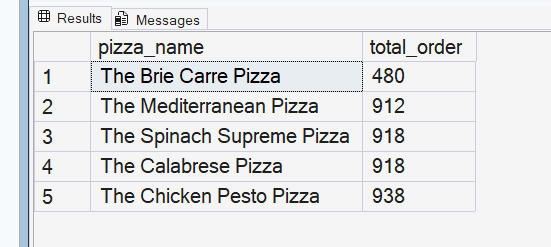 Results Messages
pizza_name total_order
1 The Brie Carre Pizza 480
2 The Mediterranean Pizza 912
3 The Spinach Supreme Pizza 918
4 The Calabrese Pizza 918
5 The Chicken Pesto Pizza 938